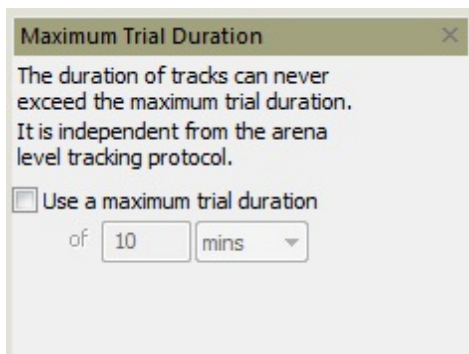 Maximum Trial Duration
The duration of tracks can never
exceed the maximum trial duration.
It is independent from the arena
level tracking protocol.
Use a maximum trial duration
of 10 mins